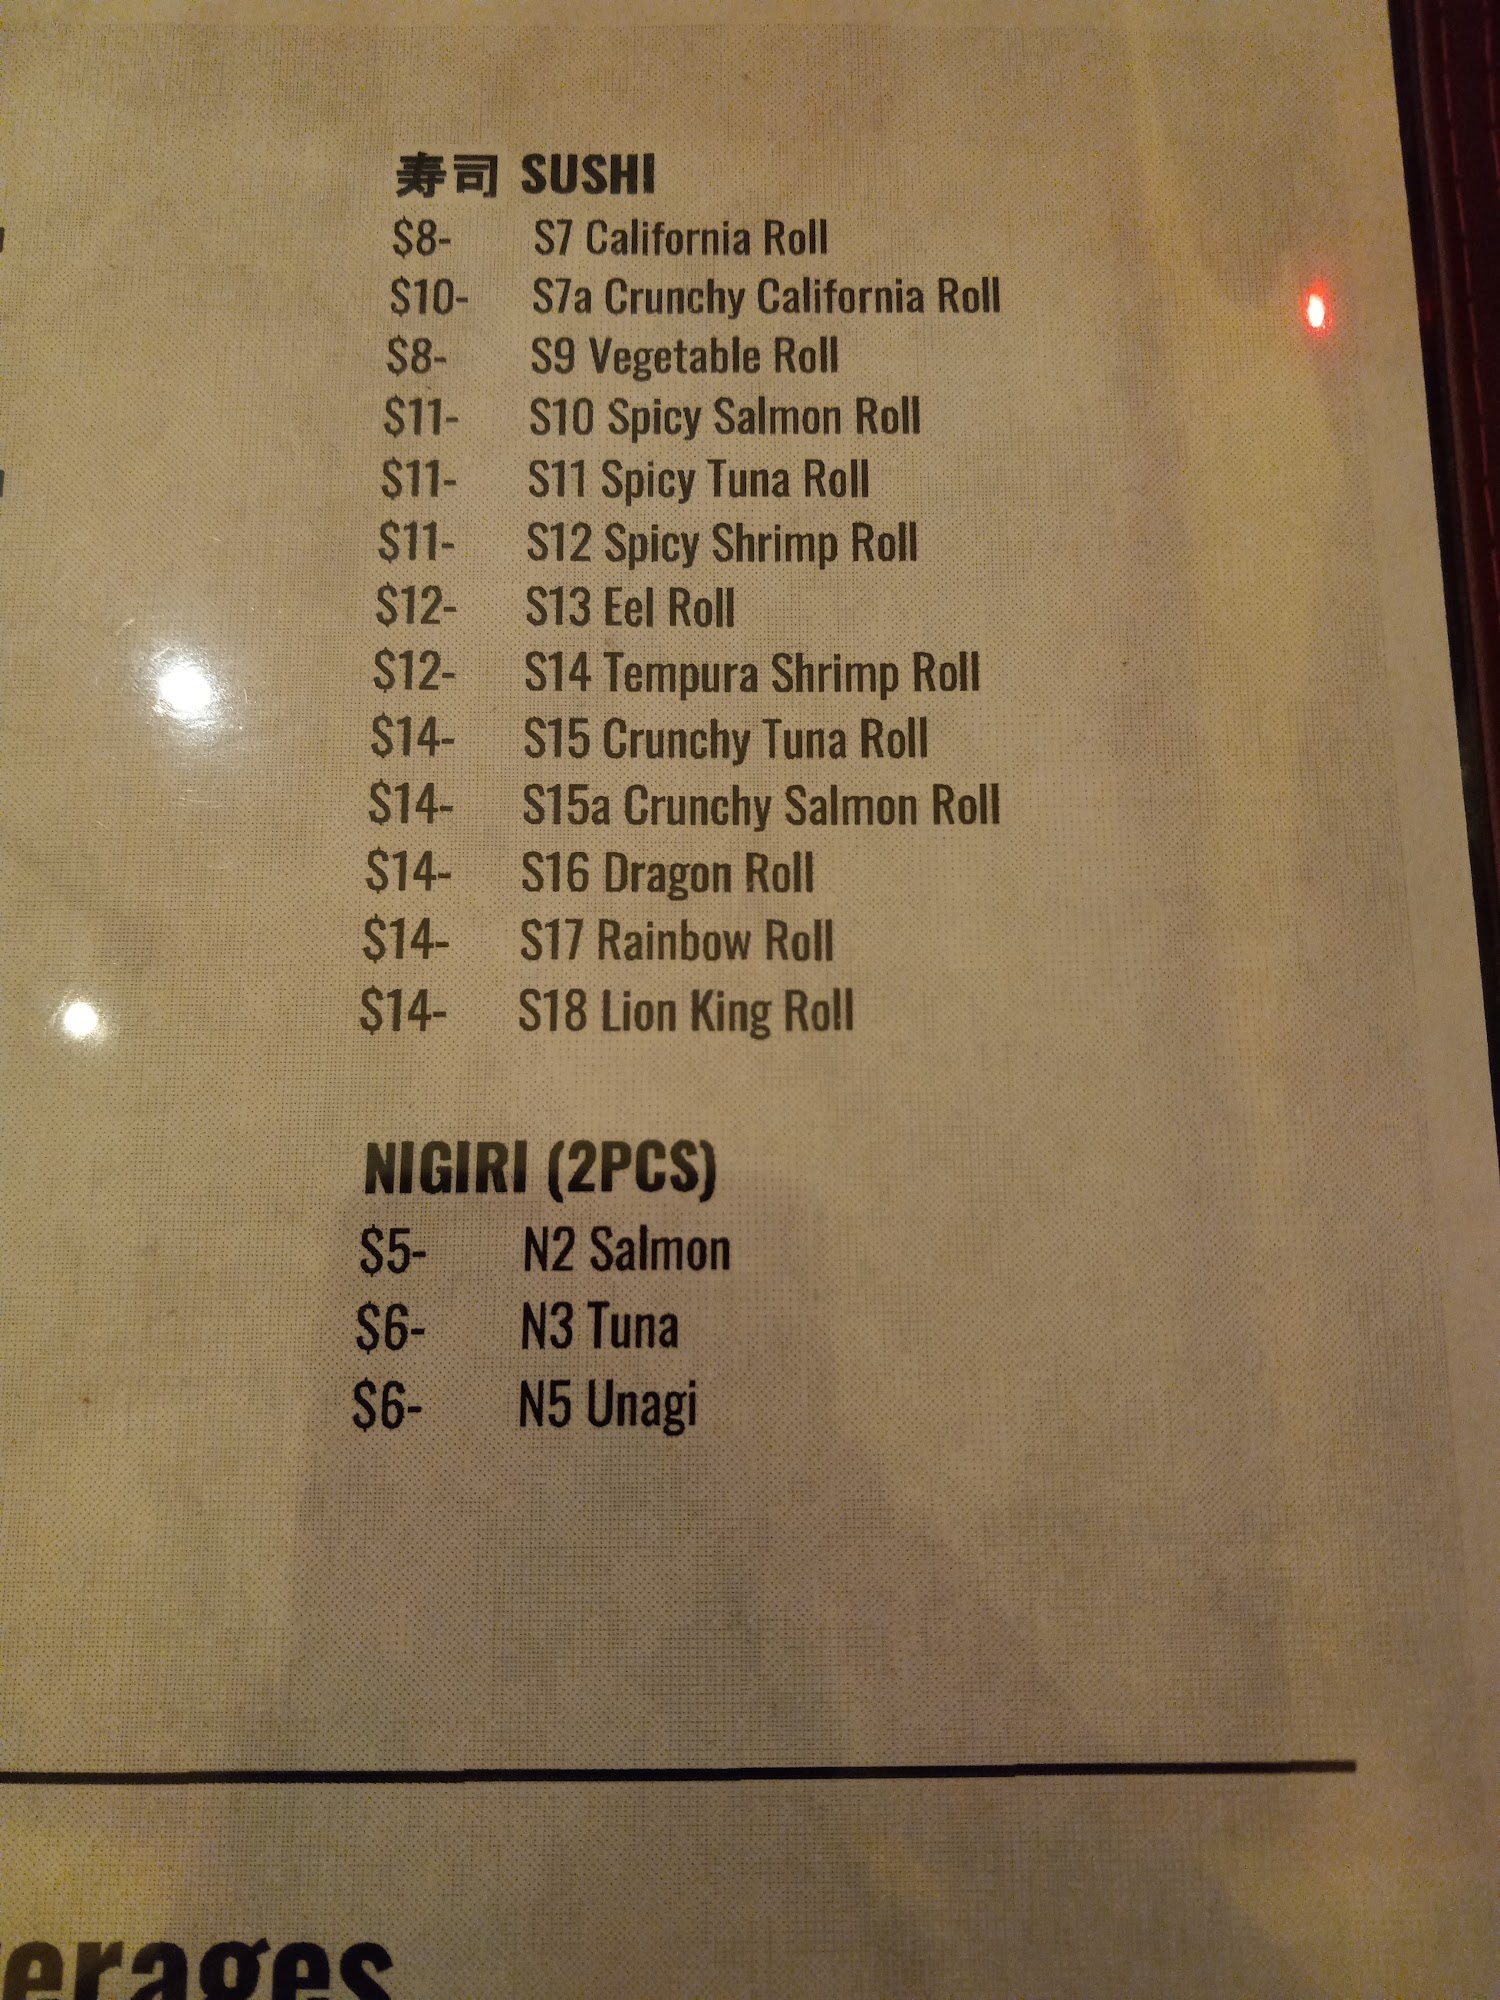 寿司 SUSHI
$8- S7 California Roll
$10- S7a Crunchy California Roll
$8- S9 Vegetable Roll
$11- S10 Spicy Salmon Roll
$11- S11 Spicy Tuna Roll
$11- S12 Spicy Shrimp Roll
$12- S13 Eel Roll
$12- S14 Tempura Shrimp Roll
$14- S15 Crunchy Tuna Roll
$14- S15a Crunchy Salmon Roll
$14- S16 Dragon Roll
$14- S17 Rainbow Roll
$14- S18 Lion King Roll
NIGIRI (2PCS)
$5- N2 Salmon
$6- N3 Tuna
$6- N5 Unagi
erages